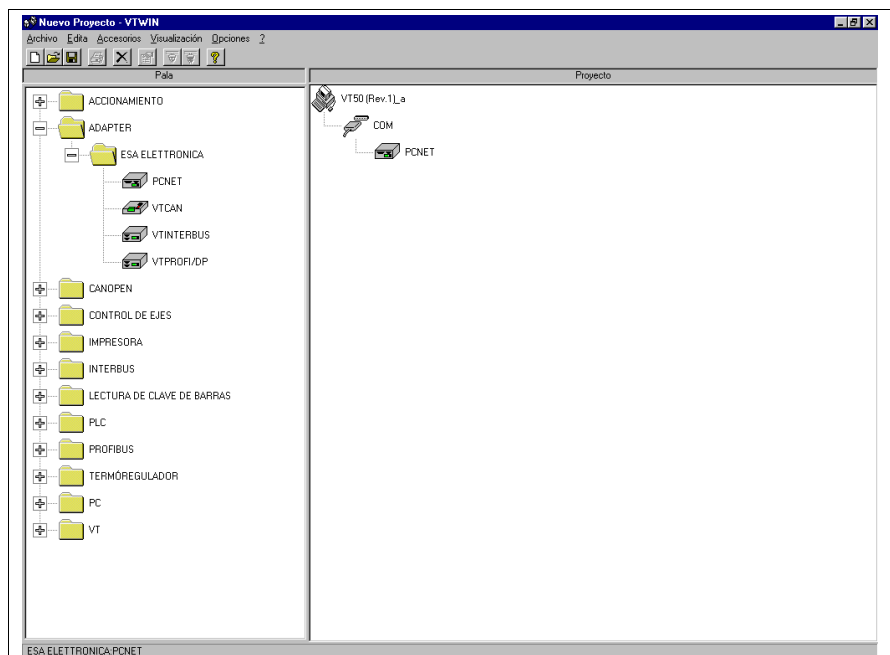 Nuevo Proyecto - VTWIN
Archivo Edita Accesorios Visualización Opciones ?
Pala
Proyecto
ACCIONAMIENTO
ADAPTER
ESA ELETTRONICA
PCNET
VTCAN
VTINTERBUS
VTPROFI/DP
CANOPEN
CONTROL DE EJES
IMPRESORA
INTERBUS
LECTURA DE CLAVE DE BARRAS
PLC
PROFIBUS
TERMÓREGULADOR
PC
VT
VT50 (Rev.1)_a
COM
PCNET
ESA ELETTRONICA:PCNET